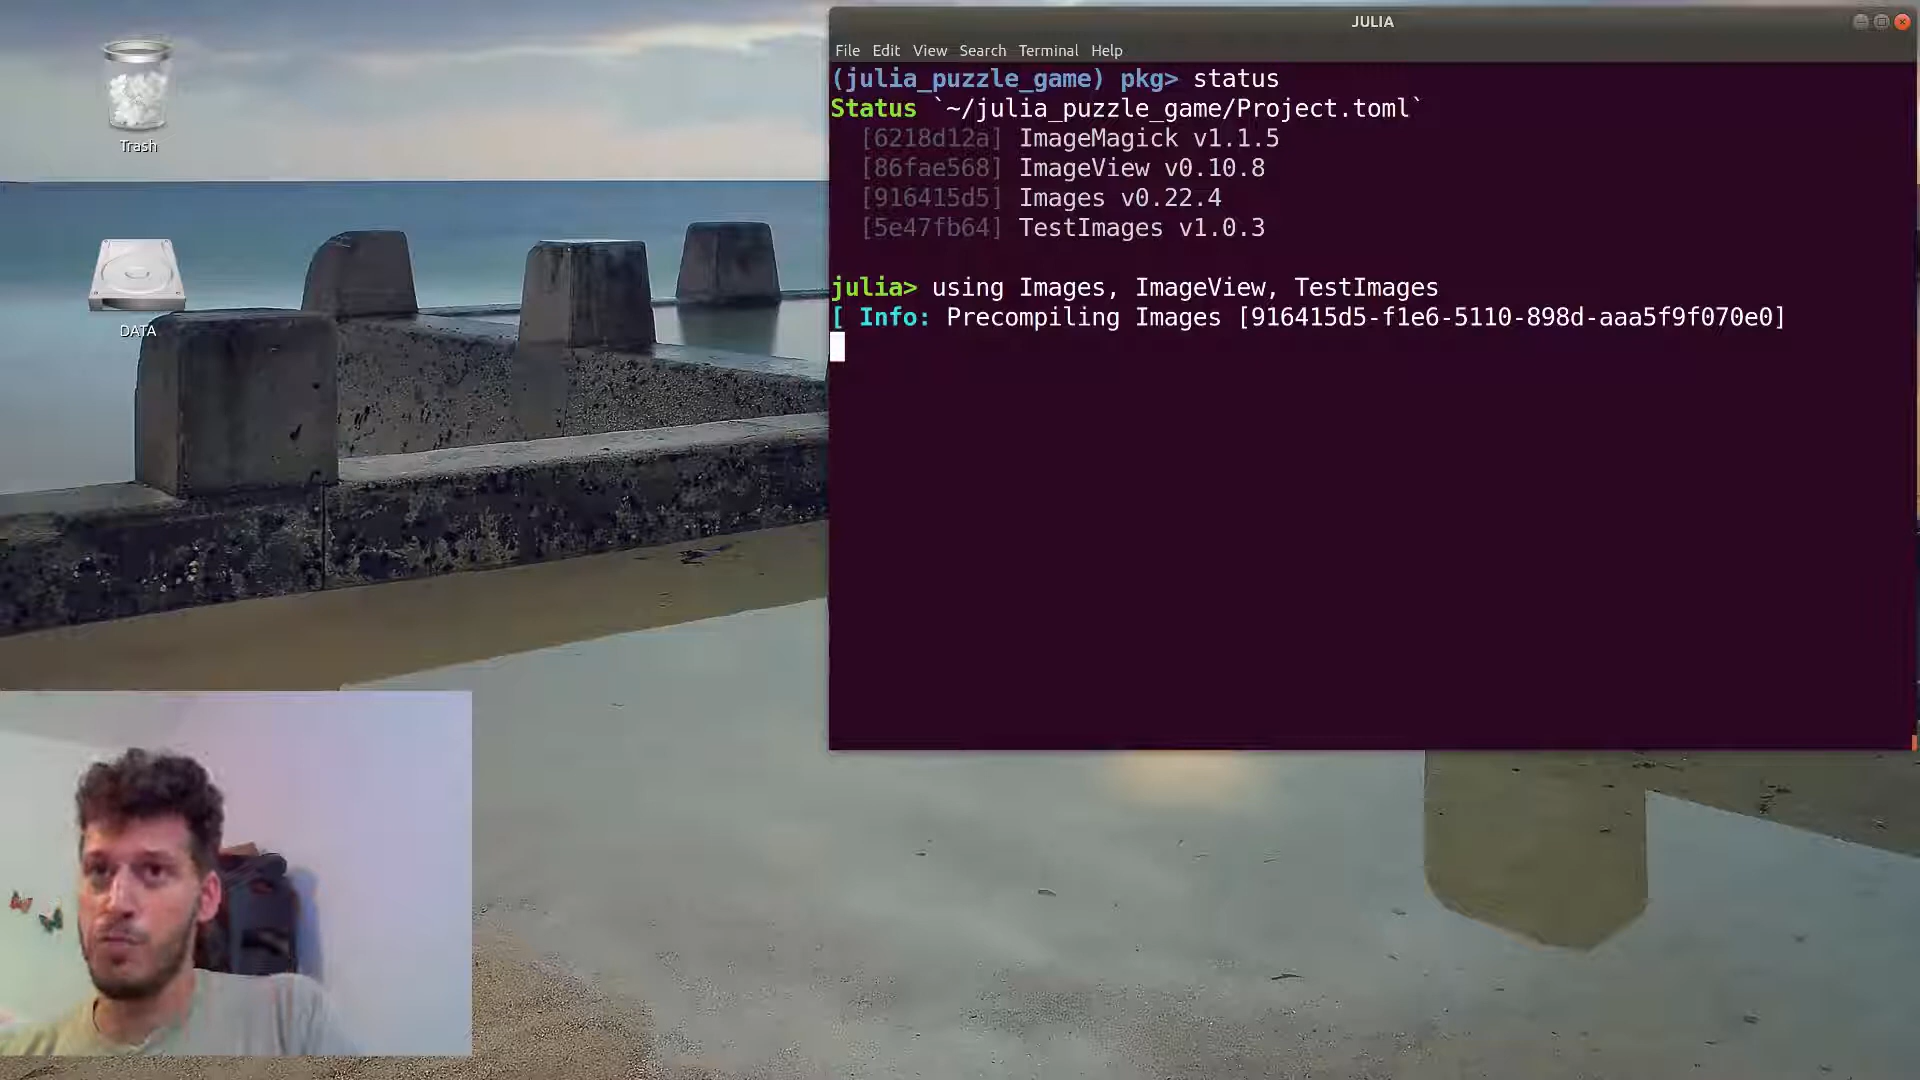 Trash
DATA
JULIA
File Edit View Search Terminal Help
(julia_puzzle_game) pkg> status
Status `~/julia_puzzle_game/Project.toml`
[6218d12a] ImageMagick v1.1.5
[86fae568] ImageView v0.10.8
[916415d5] Images v0.22.4
[5e47fb64] TestImages v1.0.3
julia> using Images, ImageView, TestImages
[ Info: Precompiling Images [916415d5-f1e6-5110-898d-aaa5f9f070e0]